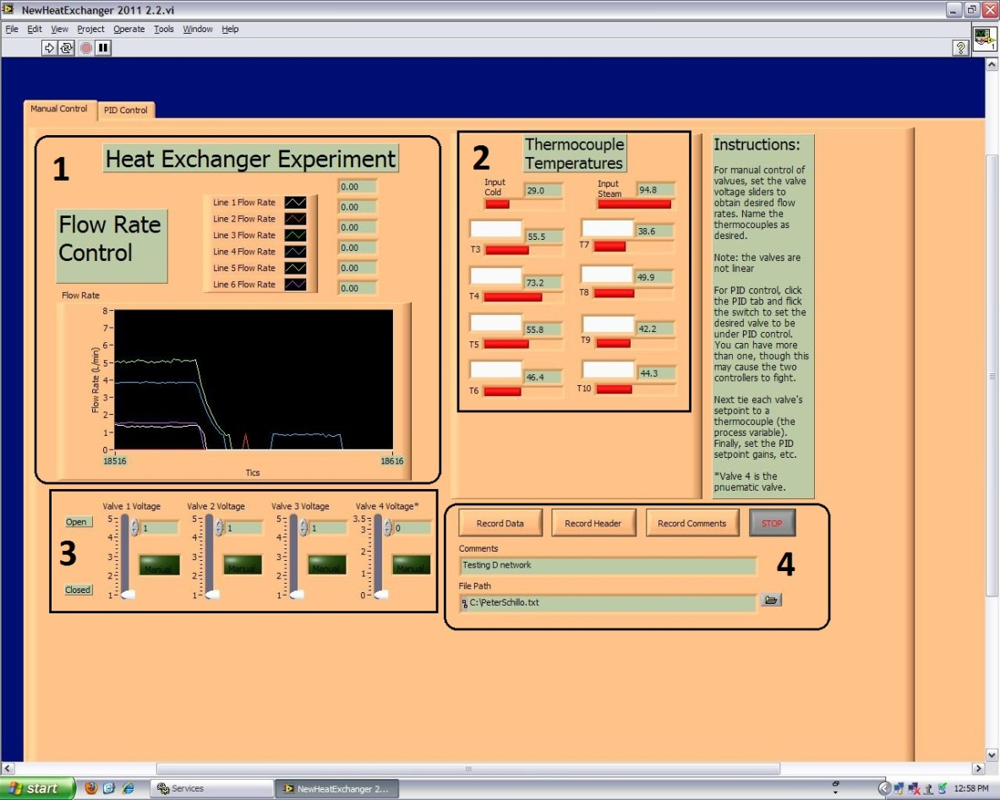 NewHeatExchanger 2011 2.2.vi
File Edit View Project Operate Tools Window Help
Manual Control
PID Control
1
Heat Exchanger Experiment
Flow Rate
Control
Line 1 Flow Rate
Line 2 Flow Rate
Line 3 Flow Rate
Line 4 Flow Rate
Line 5 Flow Rate
Line 6 Flow Rate
0.00
0.00
0.00
0.00
0.00
0.00
Flow Rate
Flow Rate (L/min)
8
7
6
5
4
3
2
1
0
18516
18616
Tics
2
Thermocouple
Temperatures
Input
Cold
29.0
Input
Steam
94.8
T3
55.5
T7
38.6
T4
73.2
T8
49.9
T5
55.8
T9
42.2
T6
46.4
T10
44.3
Instructions:
For manual control of
valvues, set the valve
voltage sliders to
obtain desired flow
rates. Name the
thermocouples as
desired.
Note: the valves are
not linear
For PID control, click
the PID tab and flick
the switch to set the
desired valve to be
under PID control.
You can have more
than one, though this
may cause the two
controllers to fight.
Next tie each valve's
setpoint to a
thermocouple (the
process variable).
Finally, set the PID
setpoint gains, etc.
*Valve 4 is the
pnuematic valve.
3
Open
Closed
Valve 1 Voltage
5
4
3
2
1
1
Manual
Valve 2 Voltage
5
4
3
2
1
1
Manual
Valve 3 Voltage
5
4
3
2
1
1
Manual
Valve 4 Voltage*
3.5
3
2
1
0
0
Manual
4
Record Data
Record Header
Record Comments
STOP
Comments
Testing D network
File Path
C:\PeterSchillo.txt
start
Services
NewHeatExchanger 2...
12:58 PM